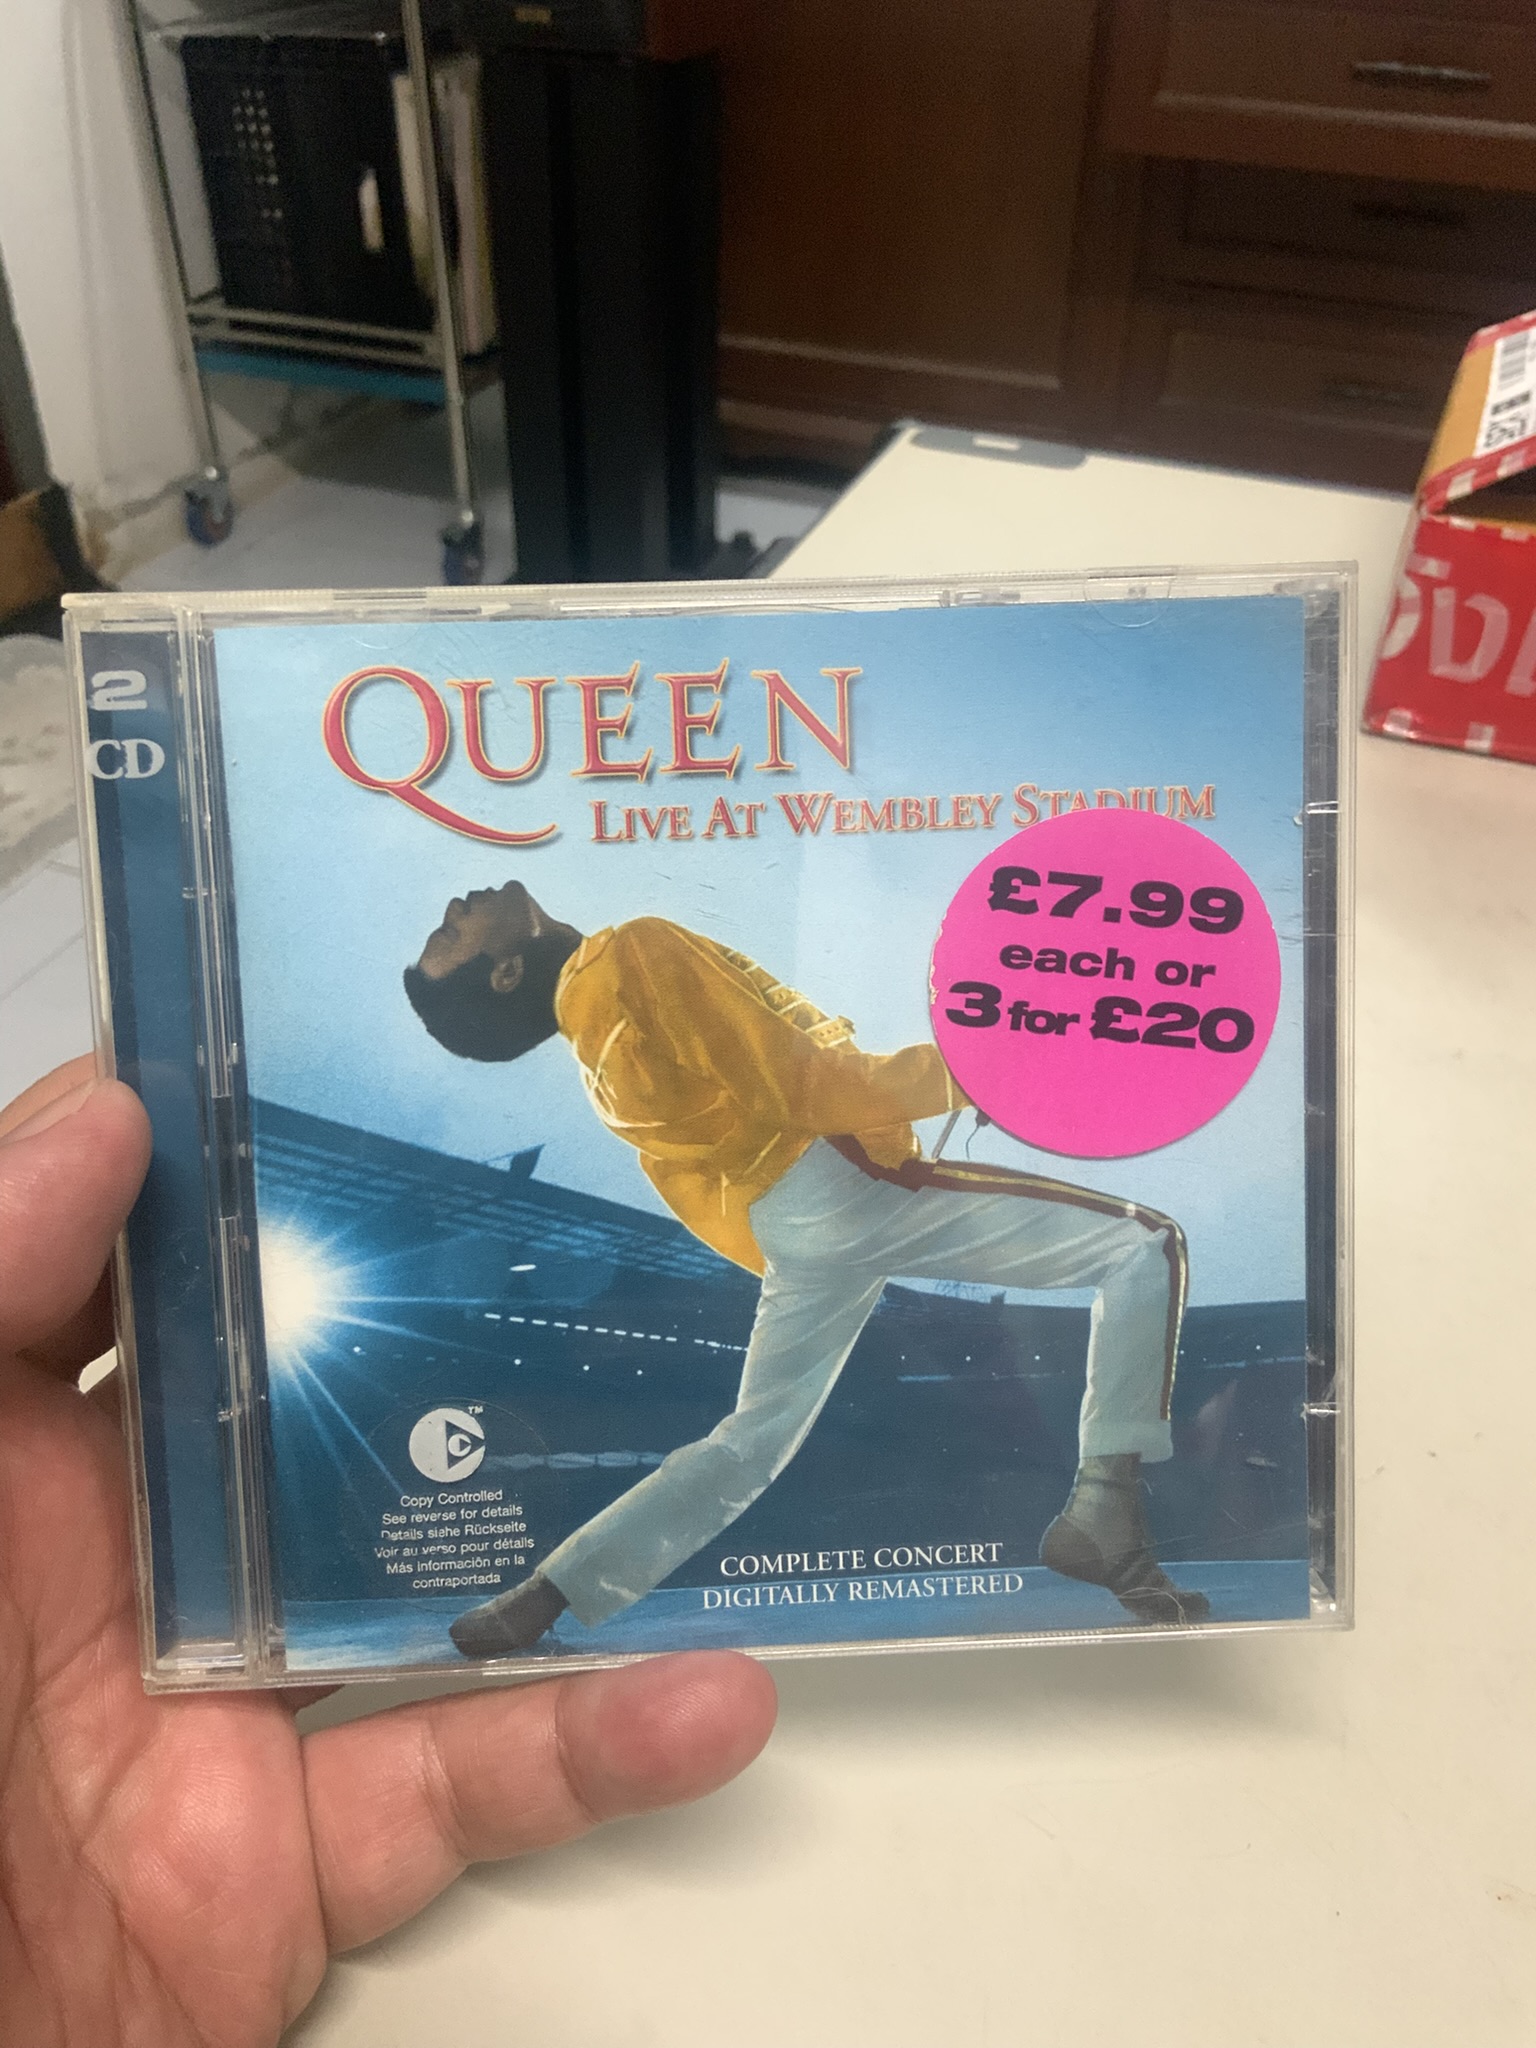 2
CD
QUEEN
LIVE AT WEMBLEY STADIUM
£7.99
each or
3 for £20
TM
Copy Controlled
See reverse for details
Details siehe Rückseite
Voir au verso pour détails
Más información en la
contraportada
COMPLETE CONCERT
DIGITALLY REMASTERED